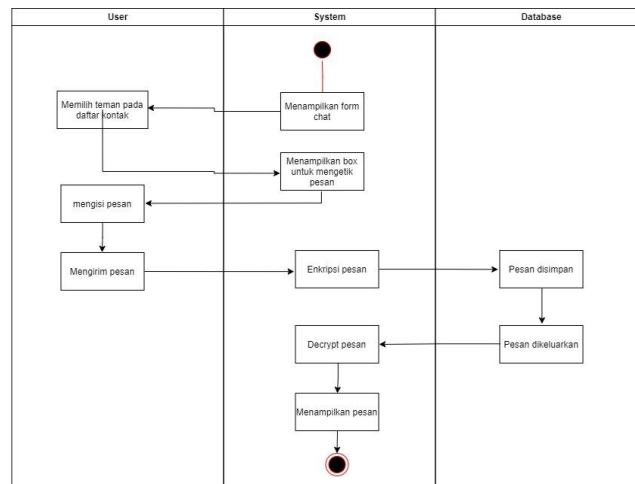 User
System
Database
Menampilkan form
chat
Memilih teman pada
daftar kontak
Menampilkan box
untuk mengetik
pesan
mengisi pesan
Mengirim pesan
Enkripsi pesan
Pesan disimpan
Pesan dikeluarkan
Decrypt pesan
Menampilkan pesan